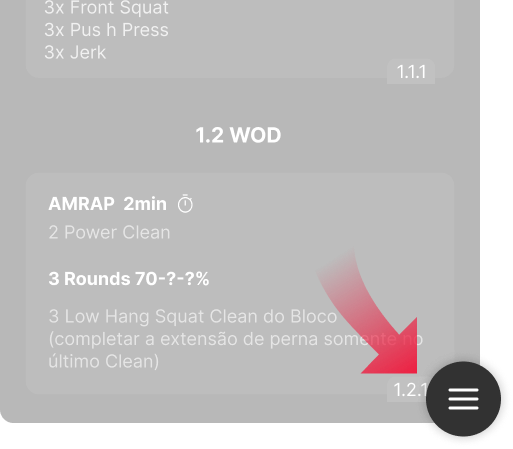 3x Front Squat
3x Pus h Press
3x Jerk
1.1.1
1.2 WOD
AMRAP 2min
2 Power Clean
3 Rounds 70-?-?%
3 Low Hang Squat Clean do Bloco
(completar a extensão de perna somente no
último Clean)
1.2.1